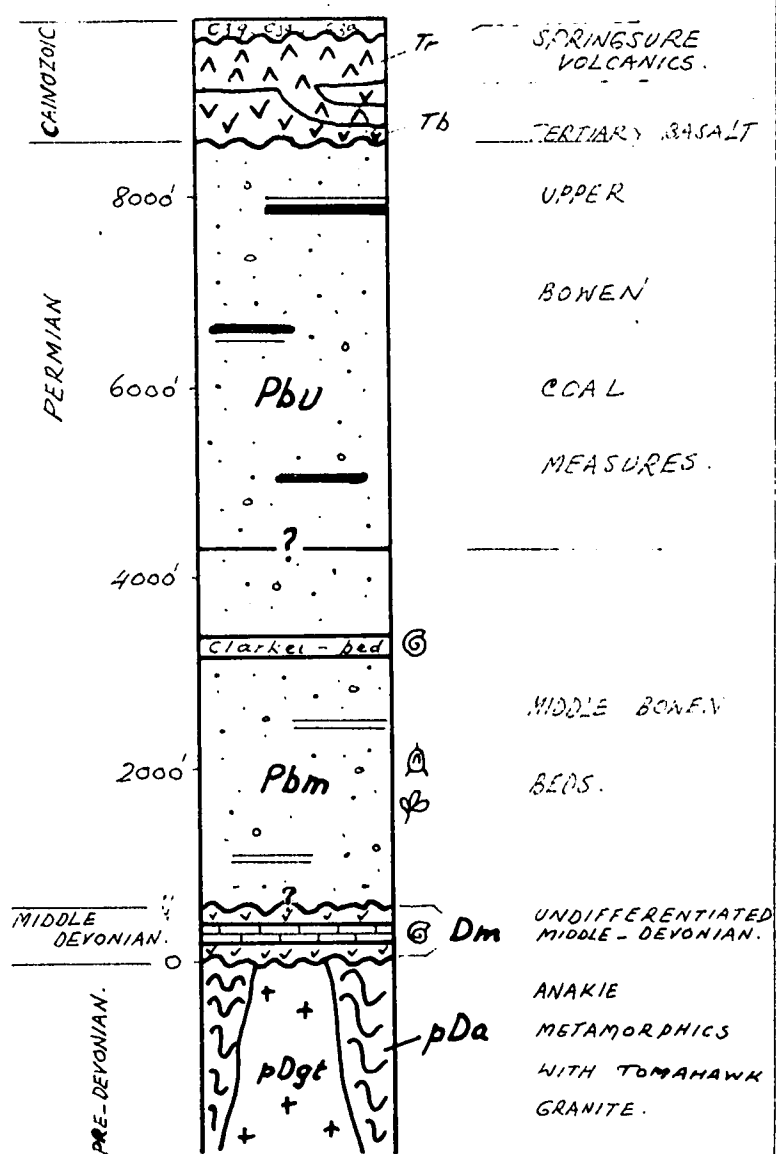 CAINOZOIC
Tr
SPRINGSURE
VOLCANICS.
Tb
TERTIARY BASALT
8000'
UPPER
BOWEN
PERMIAN
6000'
Pbu
COAL
MEASURES.
?
4000'
Clarkei - bed
MIDDLE BOWEN
2000'
Pbm
BEDS.
?
MIDDLE
DEVONIAN.
Dm
UNDIFFERENTIATED
MIDDLE - DEVONIAN.
0
PRE-DEVONIAN.
ANAKIE
pDa
METAMORPHICS
pDgt
WITH TOMAHAWK
GRANITE.